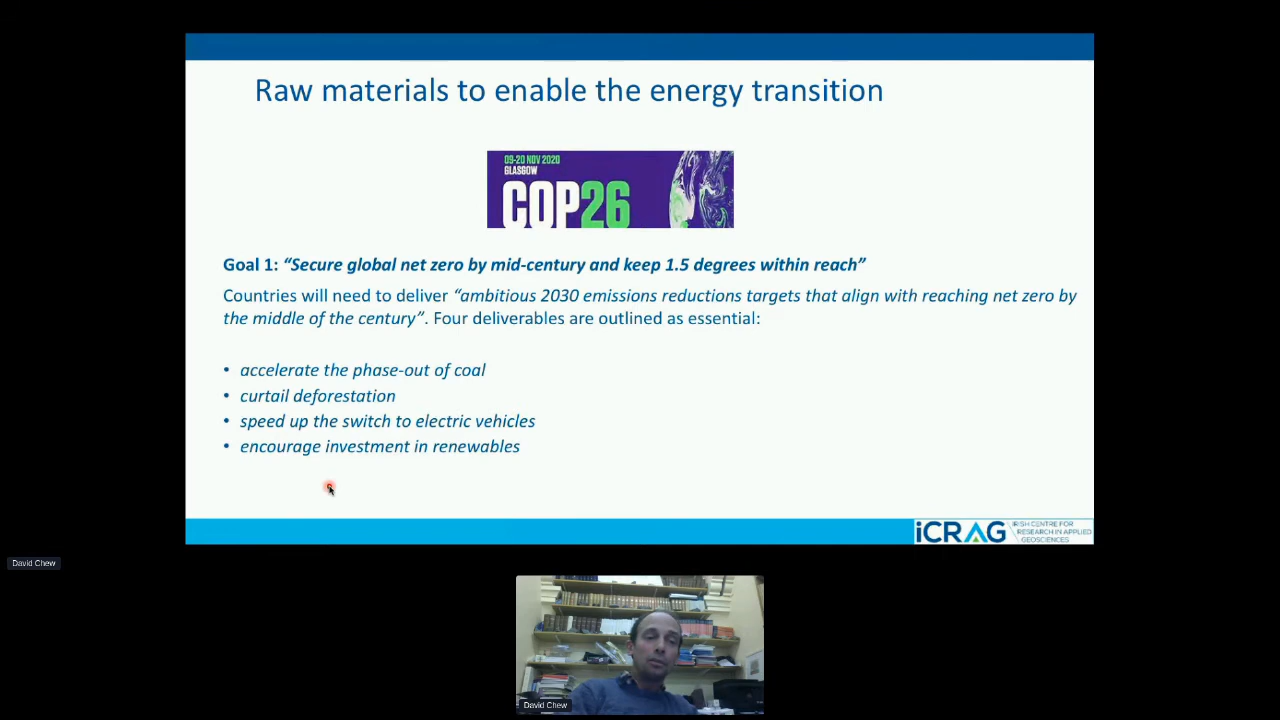 Raw materials to enable the energy transition
09-20 NOV 2020
GLASGOW
COP26
Goal 1: “Secure global net zero by mid-century and keep 1.5 degrees within reach”
Countries will need to deliver “ambitious 2030 emissions reductions targets that align with reaching net zero by
the middle of the century”. Four deliverables are outlined as essential:
• accelerate the phase-out of coal
• curtail deforestation
• speed up the switch to electric vehicles
• encourage investment in renewables
iCRAG
IRISH CENTRE FOR
RESEARCH IN APPLIED
GEOSCIENCES
David Chew
David Chew